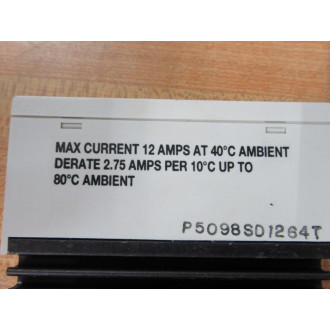 MAX CURRENT 12 AMPS AT 40°C AMBIENT
DERATE 2.75 AMPS PER 10°C UP TO
80°C AMBIENT
P5098SD1264T